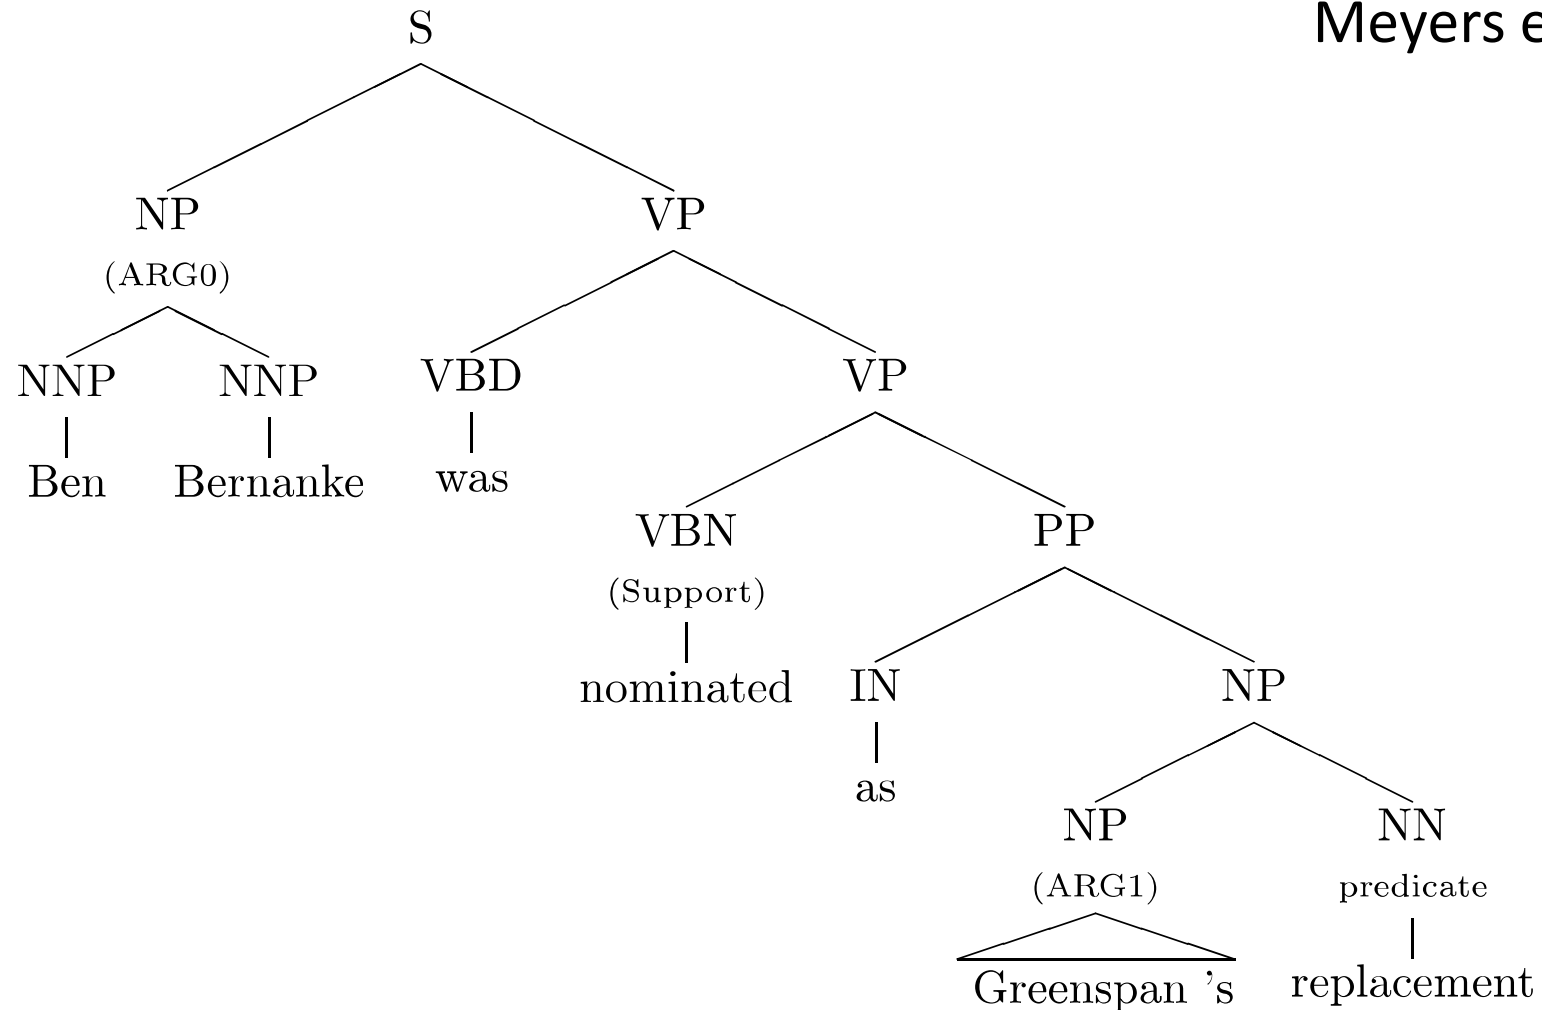 Meyers e
S
NP VP
(ARG0)
NNP NNP VBD VP
Ben Bernanke was
VBN PP
(Support)
nominated IN NP
as
NP NN
(ARG1) predicate
Greenspan 's replacement